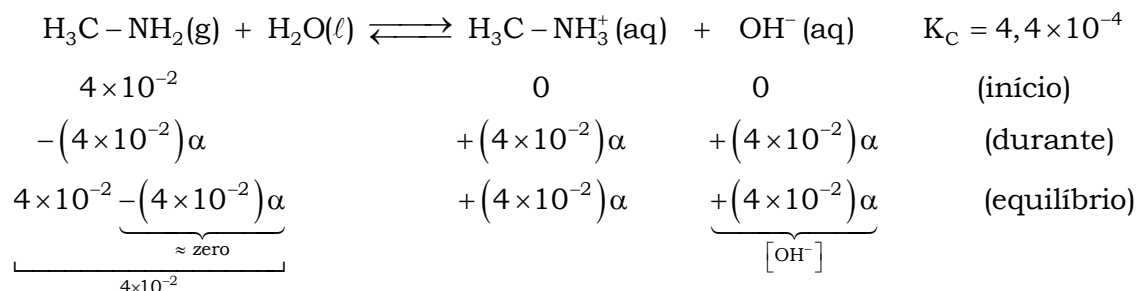 H₃C – NH₂(g) + H₂O(ℓ) ⇌ H₃C – NH₃⁺(aq) + OH⁻(aq) K_C = 4,4×10⁻⁴
4×10⁻² 0 0 (início)
−(4×10⁻²)α +(4×10⁻²)α +(4×10⁻²)α (durante)
4×10⁻² −(4×10⁻²)α +(4×10⁻²)α +(4×10⁻²)α (equilíbrio)
≈ zero [OH⁻]
4×10⁻²